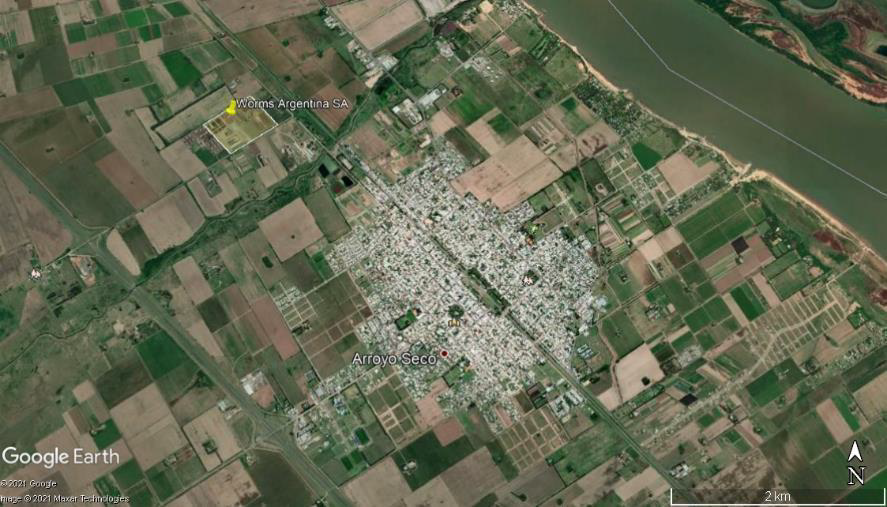 Worms Argentina SA
Arroyo Seco
Google Earth
©2021 Google
Image © 2021 Maxar Technologies
N
2 km